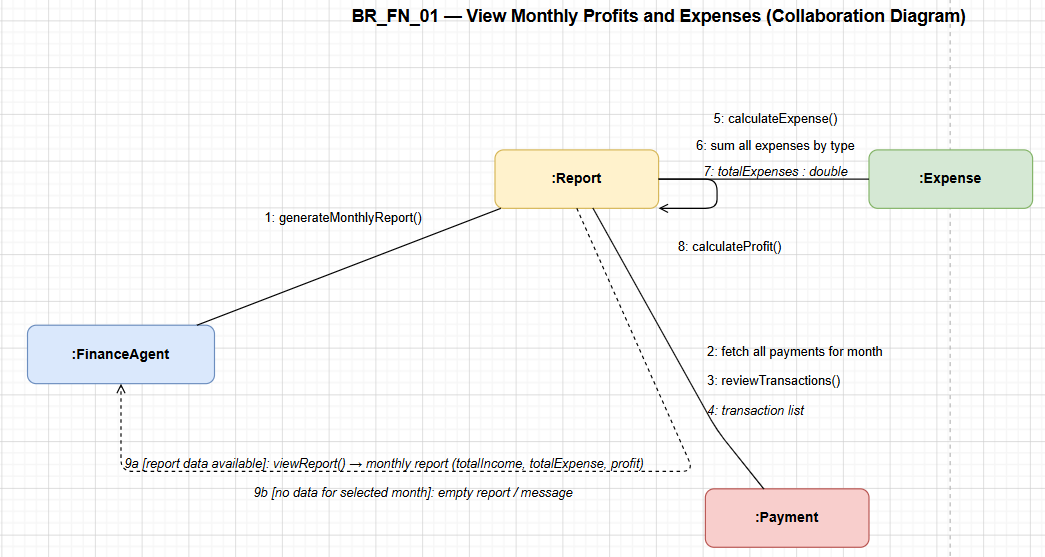 BR_FN_01 — View Monthly Profits and Expenses (Collaboration Diagram)
5: calculateExpense()
6: sum all expenses by type
7: totalExpenses : double
:Report
:Expense
1: generateMonthlyReport()
8: calculateProfit()
:FinanceAgent
2: fetch all payments for month
3: reviewTransactions()
4: transaction list
9a [report data available]: viewReport() → monthly report (totalIncome, totalExpense, profit)
9b [no data for selected month]: empty report / message
:Payment